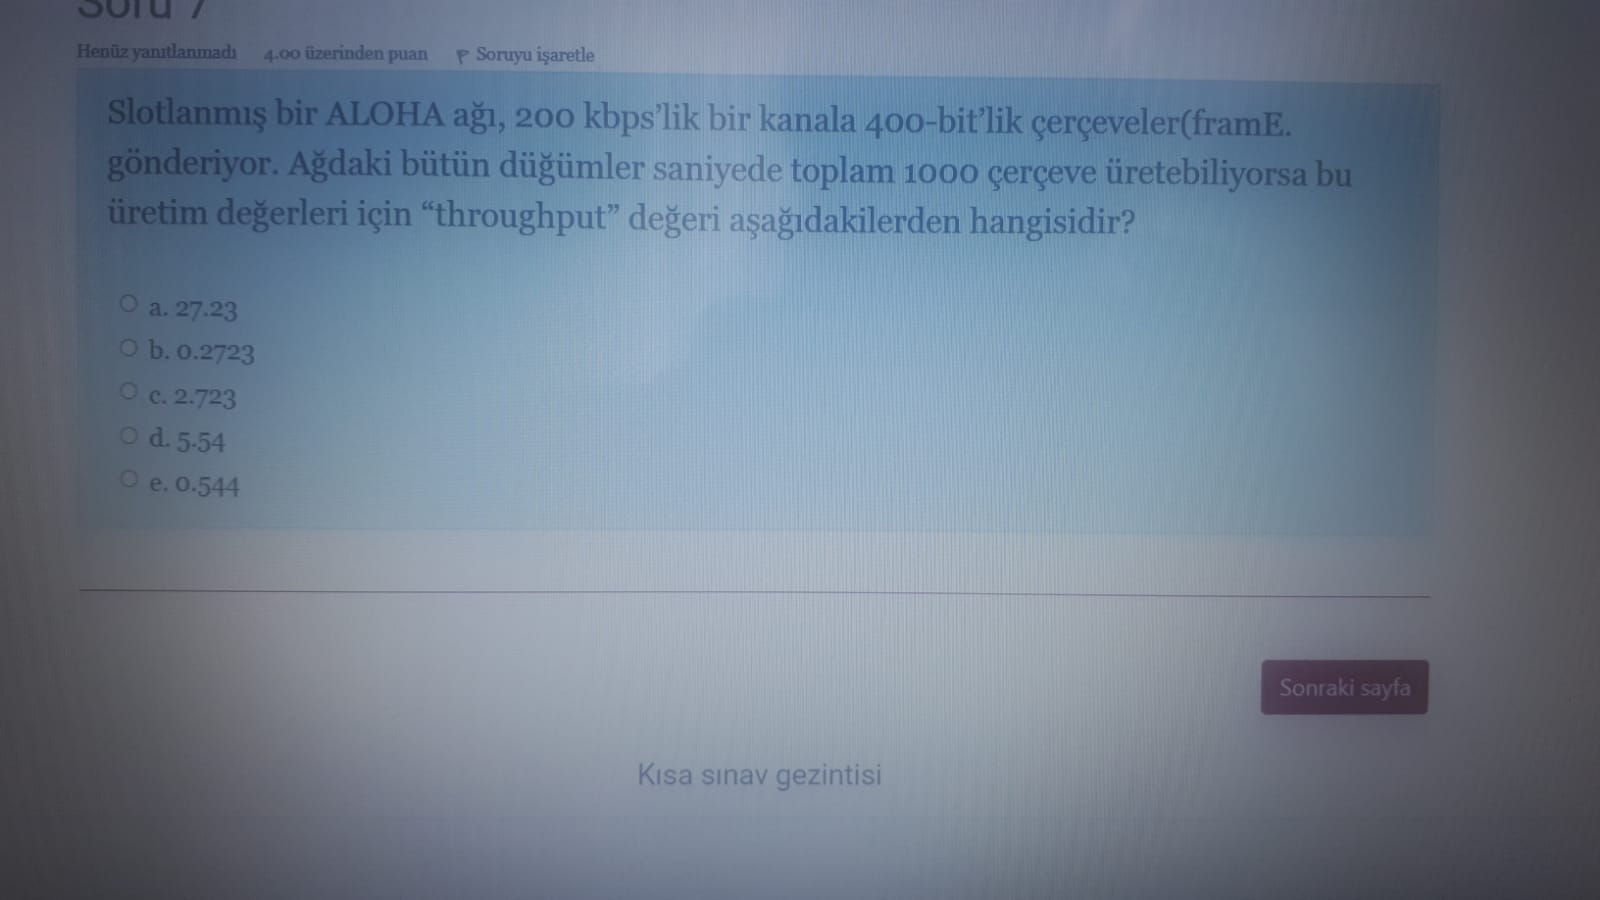 Soru 7
Henüz yanıtlanmadı 4.00 üzerinden puan Soruyu işaretle
Slotlanmış bir ALOHA ağı, 200 kbps'lik bir kanala 400-bit'lik çerçeveler(framE.
gönderiyor. Ağdaki bütün düğümler saniyede toplam 1000 çerçeve üretebiliyorsa bu
üretim değerleri için “throughput” değeri aşağıdakilerden hangisidir?
a. 27.23
b. 0.2723
c. 2.723
d. 5.54
e. 0.544
Sonraki sayfa
Kısa sınav gezintisi